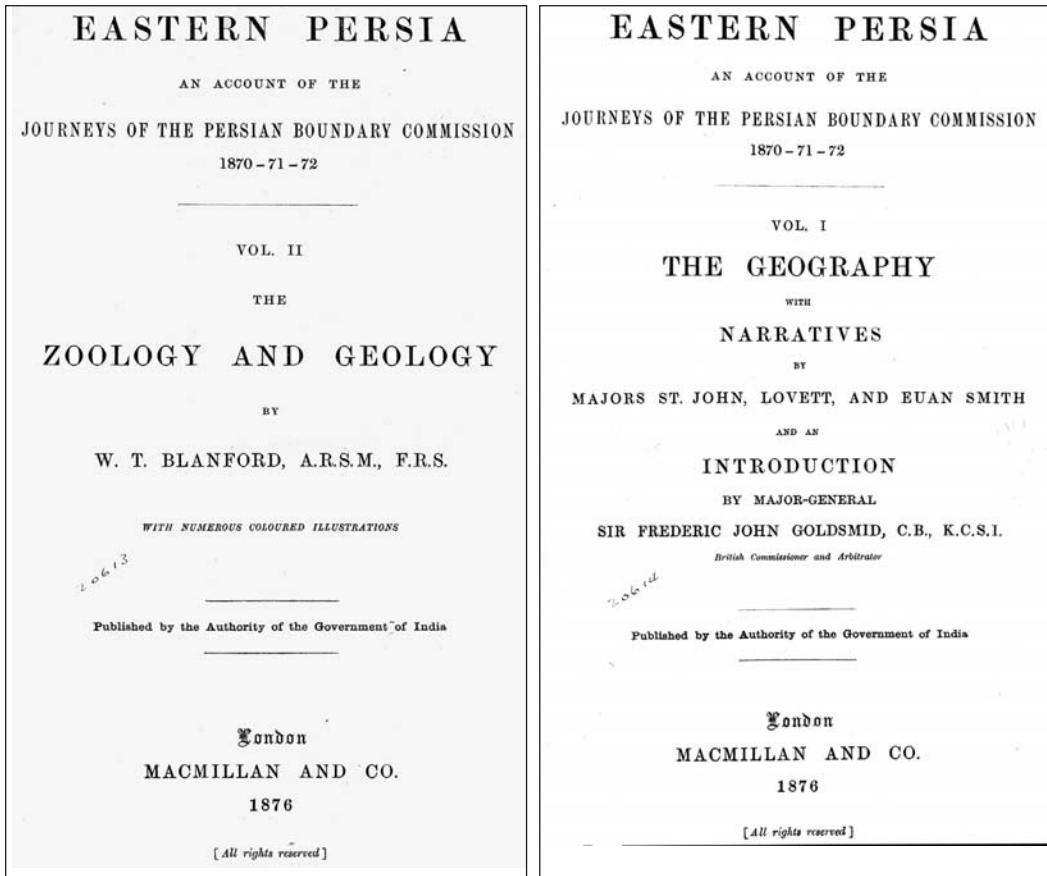 EASTERN PERSIA
AN ACCOUNT OF THE
JOURNEYS OF THE PERSIAN BOUNDARY COMMISSION
1870-71-72
VOL. II
THE
ZOOLOGY AND GEOLOGY
BY
W. T. BLANFORD, A.R.S.M., F.R.S.
WITH NUMEROUS COLOURED ILLUSTRATIONS
20613
Published by the Authority of the Government of India
London
MACMILLAN AND CO.
1876
[All rights reserved]
EASTERN PERSIA
AN ACCOUNT OF THE
JOURNEYS OF THE PERSIAN BOUNDARY COMMISSION
1870-71-72
VOL. I
THE GEOGRAPHY
WITH
NARRATIVES
BY
MAJORS ST. JOHN, LOVETT, AND EUAN SMITH
AND AN
INTRODUCTION
BY MAJOR-GENERAL
SIR FREDERIC JOHN GOLDSMID, C.B., K.C.S.I.
British Commissioner and Arbitrator
20614
Published by the Authority of the Government of India
London
MACMILLAN AND CO.
1876
[All rights reserved]